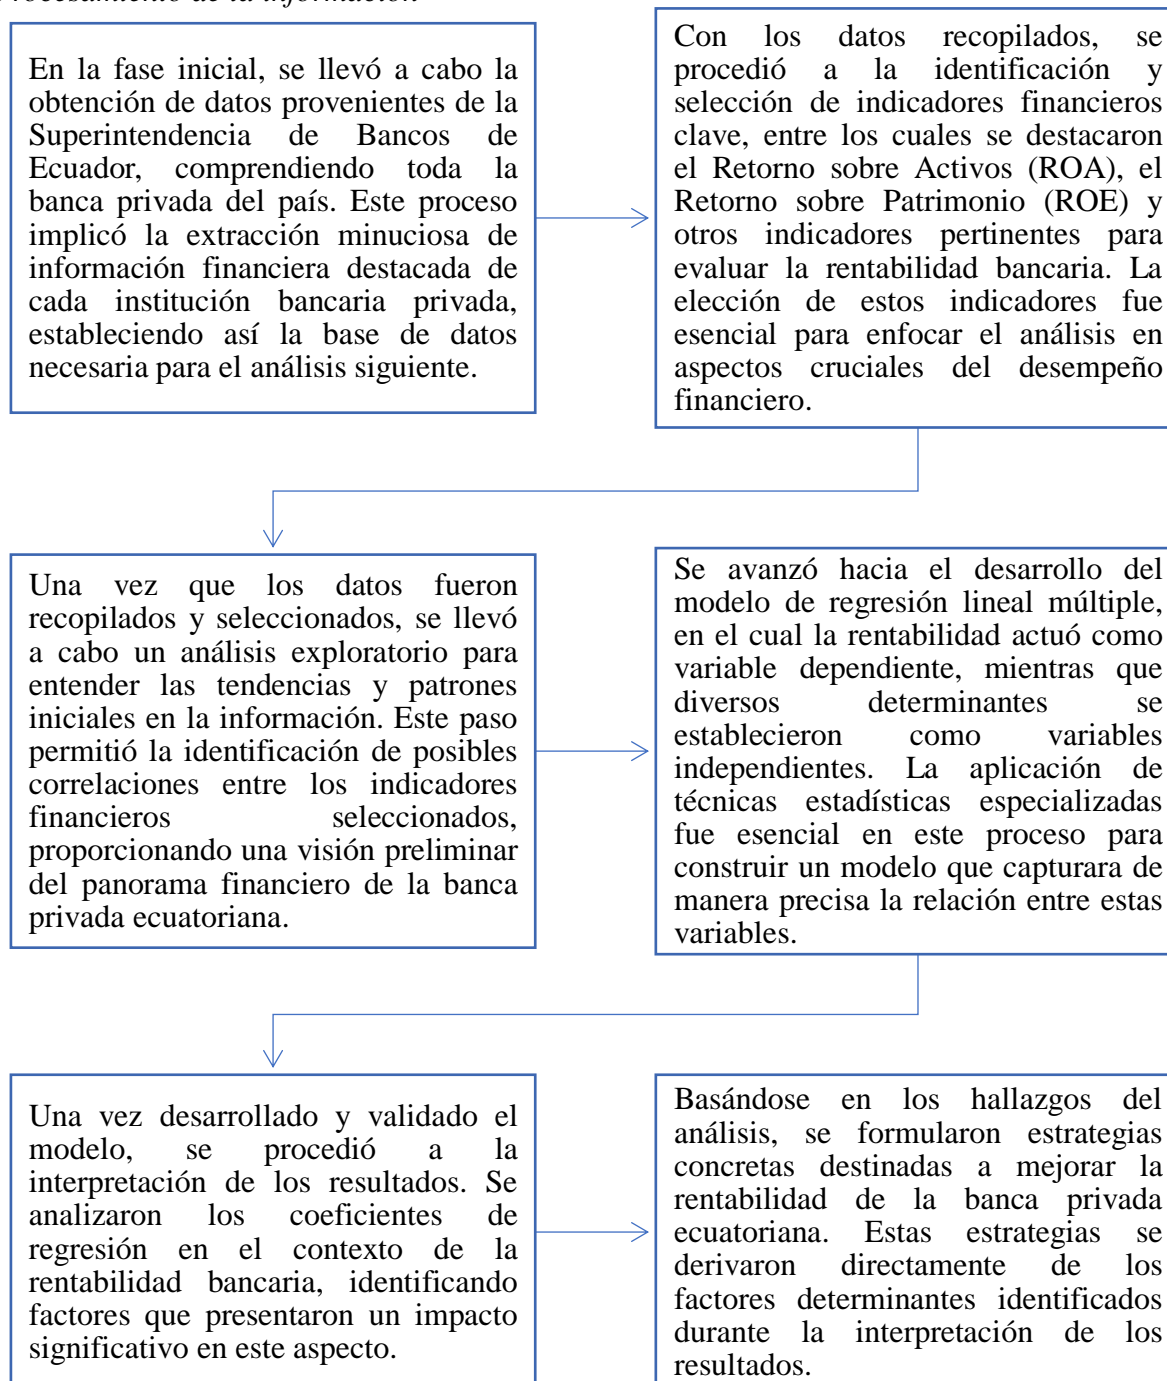 Procesamiento de la información
En la fase inicial, se llevó a cabo la
obtención de datos provenientes de la
Superintendencia de Bancos de
Ecuador, comprendiendo toda la
banca privada del país. Este proceso
implicó la extracción minuciosa de
información financiera destacada de
cada institución bancaria privada,
estableciendo así la base de datos
necesaria para el análisis siguiente.
Con los datos recopilados, se
procedió a la identificación y
selección de indicadores financieros
clave, entre los cuales se destacaron
el Retorno sobre Activos (ROA), el
Retorno sobre Patrimonio (ROE) y
otros indicadores pertinentes para
evaluar la rentabilidad bancaria. La
elección de estos indicadores fue
esencial para enfocar el análisis en
aspectos cruciales del desempeño
financiero.
Una vez que los datos fueron
recopilados y seleccionados, se llevó
a cabo un análisis exploratorio para
entender las tendencias y patrones
iniciales en la información. Este paso
permitió la identificación de posibles
correlaciones entre los indicadores
financieros seleccionados,
proporcionando una visión preliminar
del panorama financiero de la banca
privada ecuatoriana.
Se avanzó hacia el desarrollo del
modelo de regresión lineal múltiple,
en el cual la rentabilidad actuó como
variable dependiente, mientras que
diversos determinantes se
establecieron como variables
independientes. La aplicación de
técnicas estadísticas especializadas
fue esencial en este proceso para
construir un modelo que capturara de
manera precisa la relación entre estas
variables.
Una vez desarrollado y validado el
modelo, se procedió a la
interpretación de los resultados. Se
analizaron los coeficientes de
regresión en el contexto de la
rentabilidad bancaria, identificando
factores que presentaron un impacto
significativo en este aspecto.
Basándose en los hallazgos del
análisis, se formularon estrategias
concretas destinadas a mejorar la
rentabilidad de la banca privada
ecuatoriana. Estas estrategias se
derivaron directamente de los
factores determinantes identificados
durante la interpretación de los
resultados.